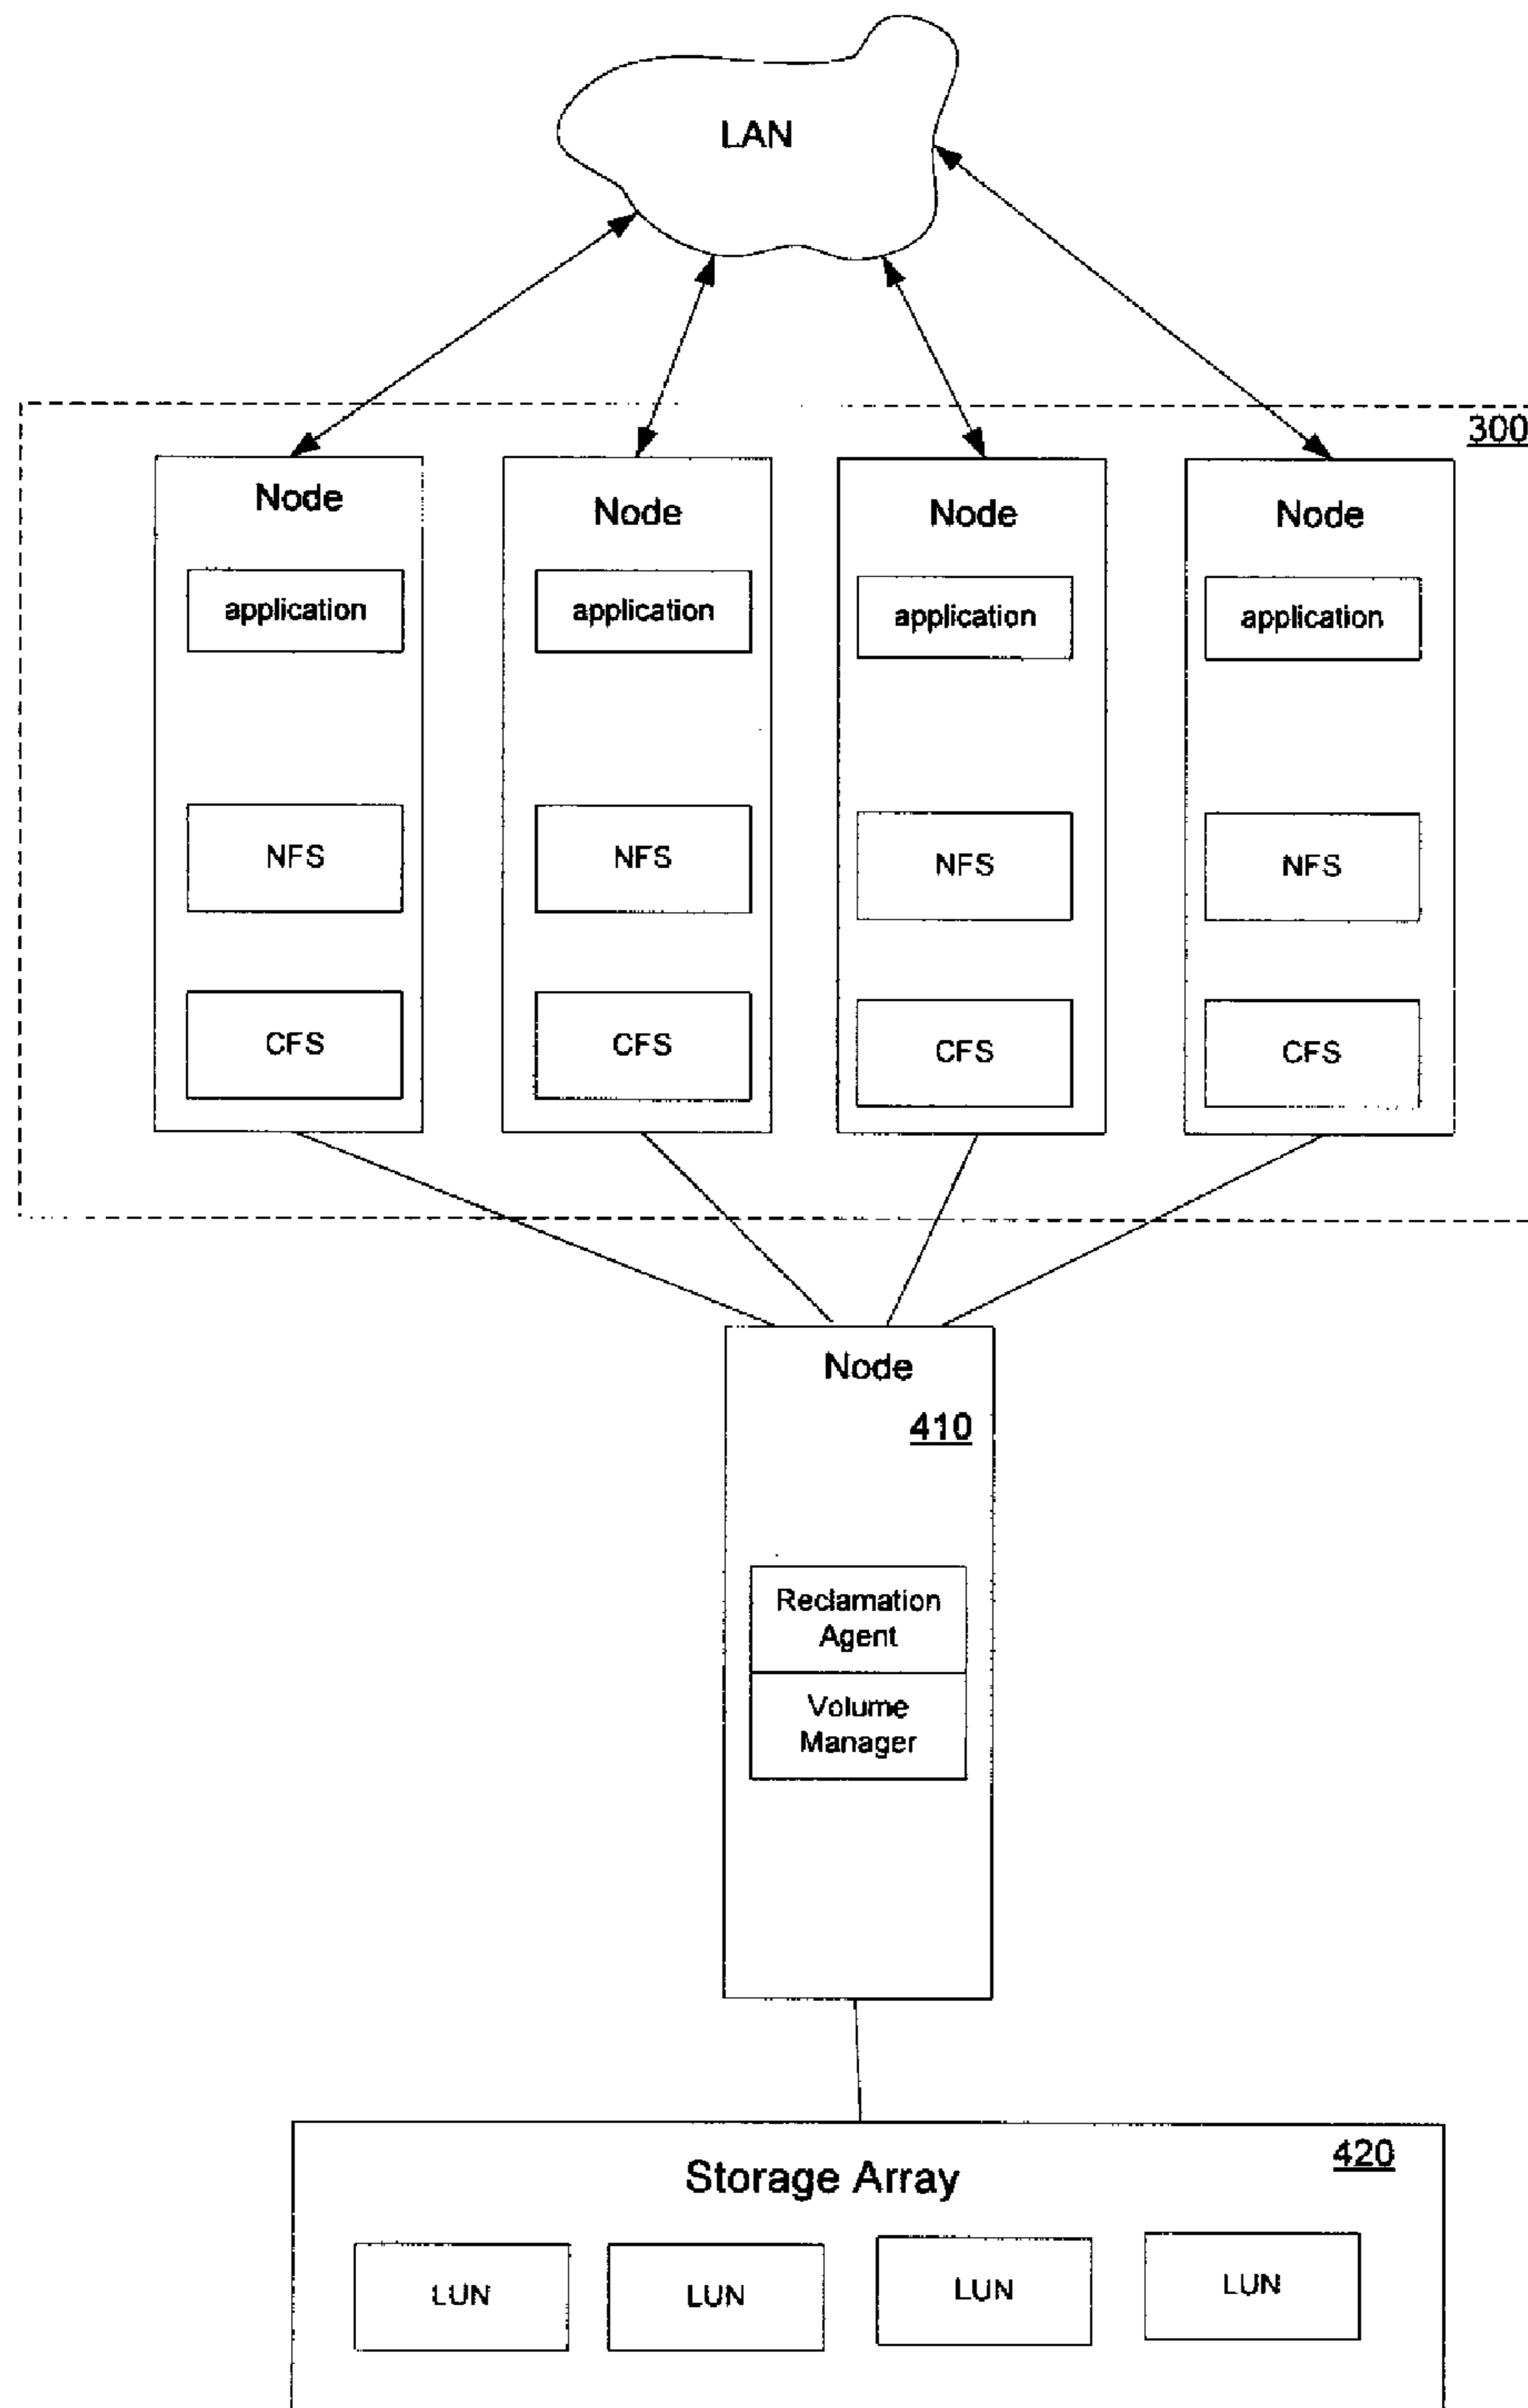 LAN
300
Node
Node
Node
Node
application
application
application
application
NFS
NFS
NFS
NFS
CFS
CFS
CFS
CFS
Node
410
Reclamation
Agent
Volume
Manager
420
Storage Array
LUN
LUN
LUN
LUN